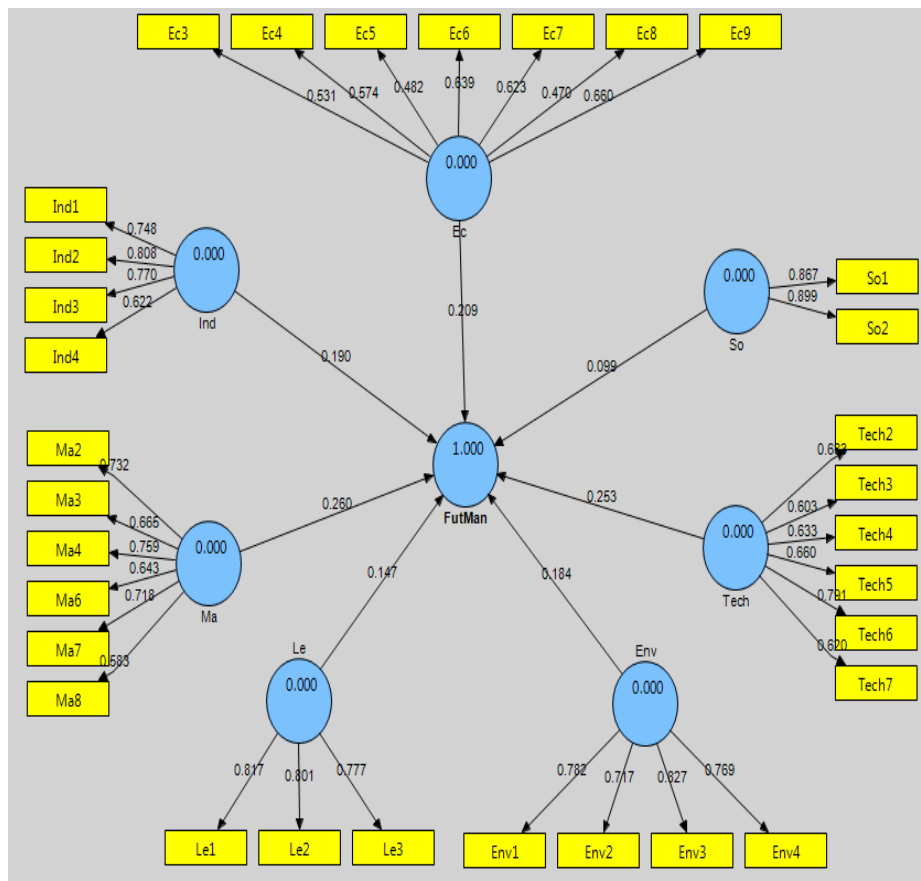 Ec3 Ec4 Ec5 Ec6 Ec7 Ec8 Ec9
0.531 0.574 0.482 0.639 0.623 0.470 0.660
0.000
Ec
0.209
Ind1
Ind2
Ind3
Ind4
0.748
0.808
0.770
0.622
0.000
Ind
0.190
0.000
So
0.867
0.899
So1
So2
0.099
1.000
FutMan
Ma2
Ma3
Ma4
Ma6
Ma7
Ma8
0.732
0.665
0.759
0.643
0.718
0.583
0.000
Ma
0.260
0.253
0.000
Tech
0.603
0.633
0.660
0.620
Tech2
Tech3
Tech4
Tech5
Tech6
Tech7
0.147
0.184
Le
0.000
0.817 0.801 0.777
Le1 Le2 Le3
Env
0.000
0.782 0.717 0.827 0.769
Env1 Env2 Env3 Env4